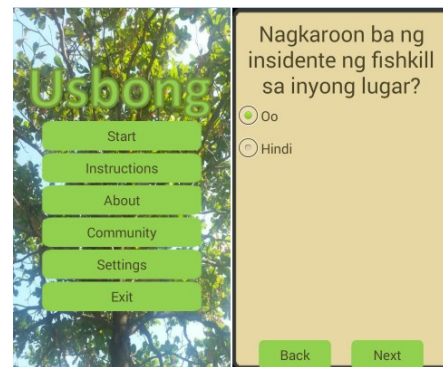 Usbong
Start
Instructions
About
Community
Settings
Exit
Nagkaroon ba ng
insidente ng fishkill
sa inyong lugar?
Oo
Hindi
Back
Next